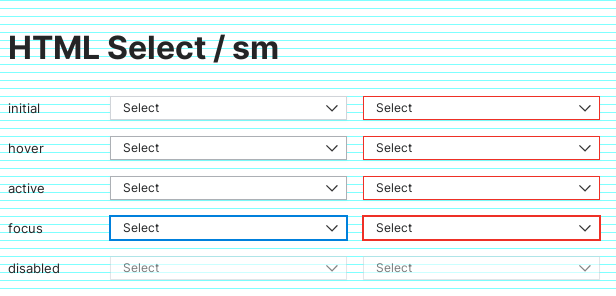 HTML Select / sm
initial Select Select
hover Select Select
active Select Select
focus Select Select
disabled Select Select